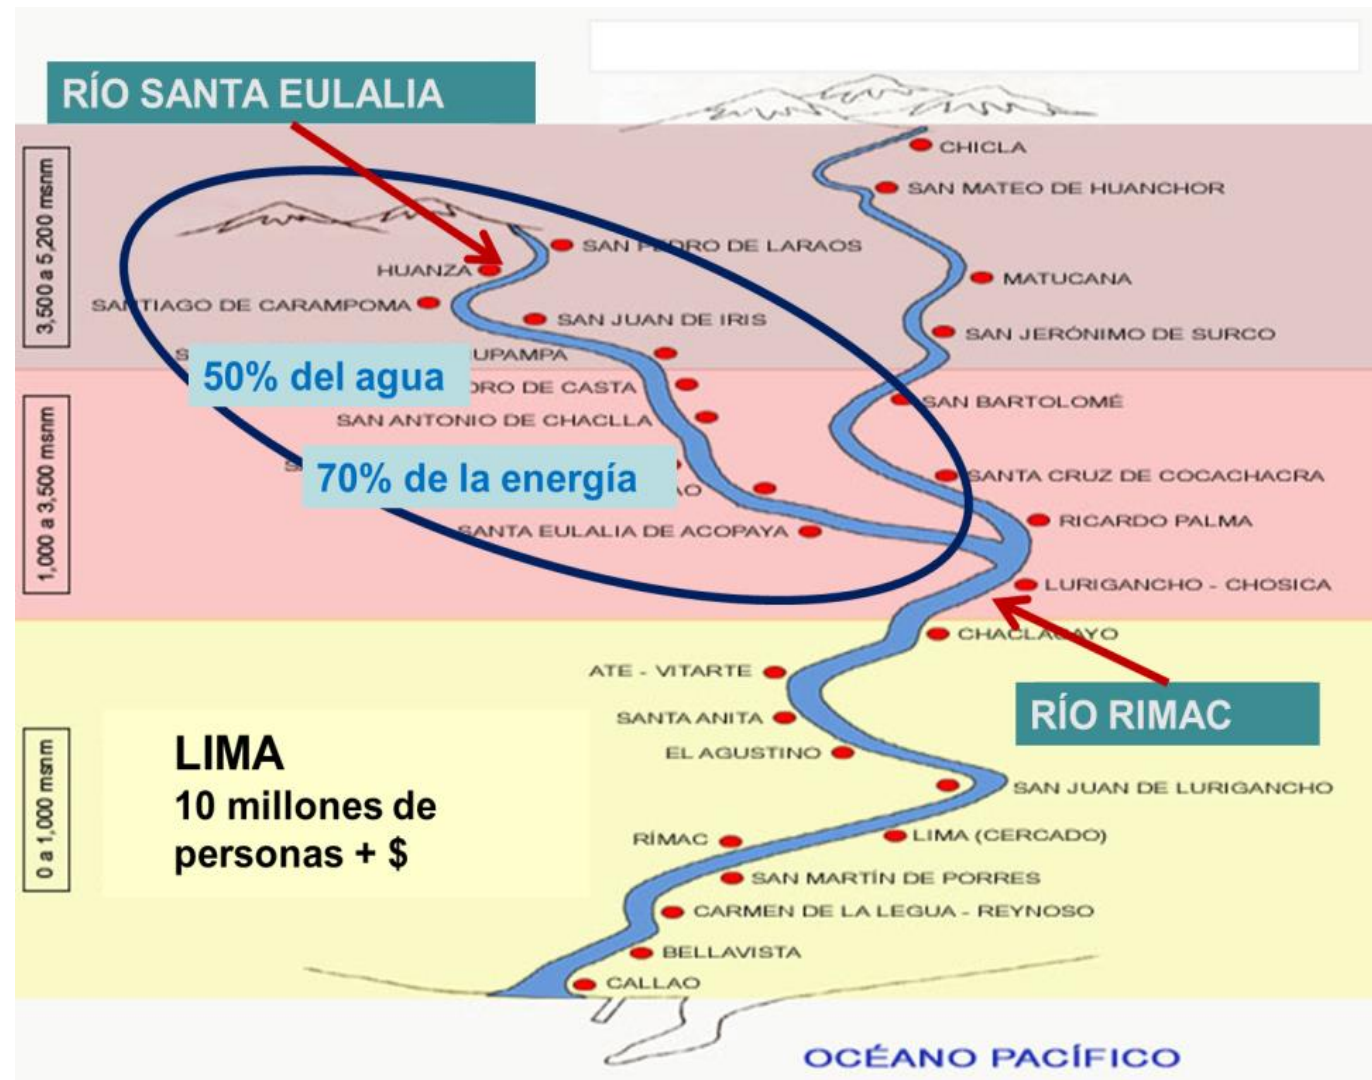 RÍO SANTA EULALIA
CHICLA
SAN MATEO DE HUANCHOR
3,500 a 5,200 msnm
SAN PEDRO DE LARAOS
HUANZA
MATUCANA
SANTIAGO DE CARAMPOMA
SAN JUAN DE IRIS
SAN JERÓNIMO DE SURCO
UPAMPA
50% del agua
DE CASTA
SAN BARTOLOMÉ
SAN ANTONIO DE CHACLLA
1,000 a 3,500 msnm
70% de la energía
SANTA CRUZ DE COCACHACRA
RICARDO PALMA
SANTA EULALIA DE ACOPAYA
LURIGANCHO - CHOSICA
CHACLACAYO
ATE - VITARTE
RÍO RIMAC
SANTA ANITA
EL AGUSTINO
LIMA
10 millones de
personas + $
0 a 1,000 msnm
SAN JUAN DE LURIGANCHO
RÍMAC
LIMA (CERCADO)
SAN MARTÍN DE PORRES
CARMEN DE LA LEGUA - REYNOSO
BELLAVISTA
CALLAO
OCÉANO PACÍFICO